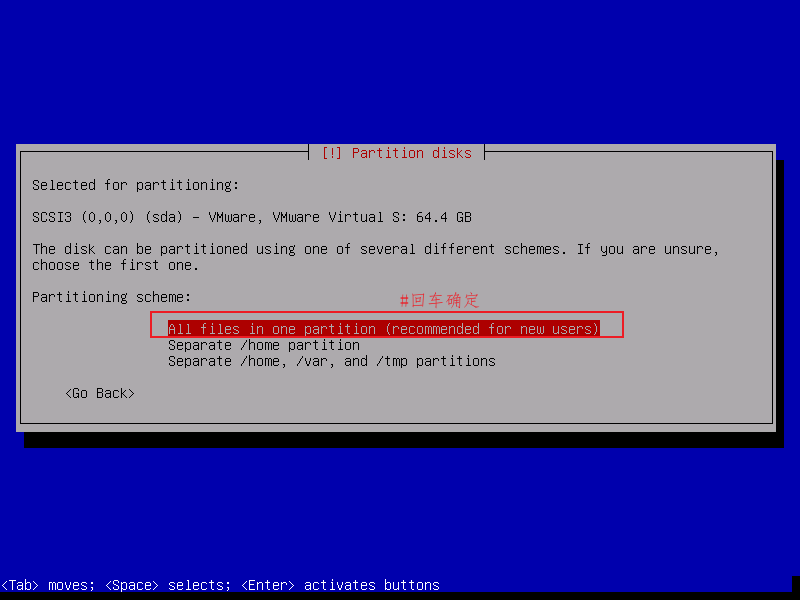 [!] Partition disks
Selected for partitioning:
SCSI3 (0,0,0) (sda) - VMware, VMware Virtual S: 64.4 GB
The disk can be partitioned using one of several different schemes. If you are unsure,
choose the first one.
Partitioning scheme:
#回车确定
All files in one partition (recommended for new users)
Separate /home partition
Separate /home, /var, and /tmp partitions
<Go Back>
<Tab> moves; <Space> selects; <Enter> activates buttons